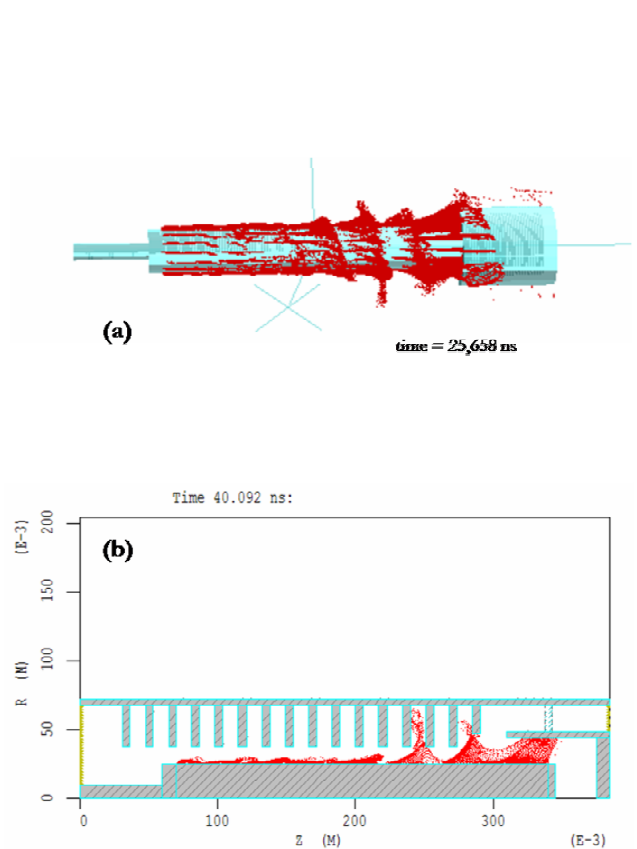 (a)
time = 25,658 ns
Time 40.092 ns:
(b)
200
(E-3)
150
100
R (M)
50
0
0
100
200
300
Z (M)
(E-3)